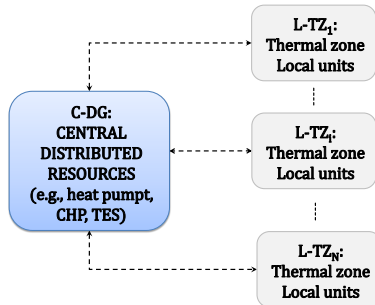 L-TZ1:
Thermal zone
Local units
C-DG:
CENTRAL
DISTRIBUTED
RESOURCES
(e.g., heat pumpt,
CHP, TES)
L-TZI:
Thermal zone
Local units
L-TZN:
Thermal zone
Local units